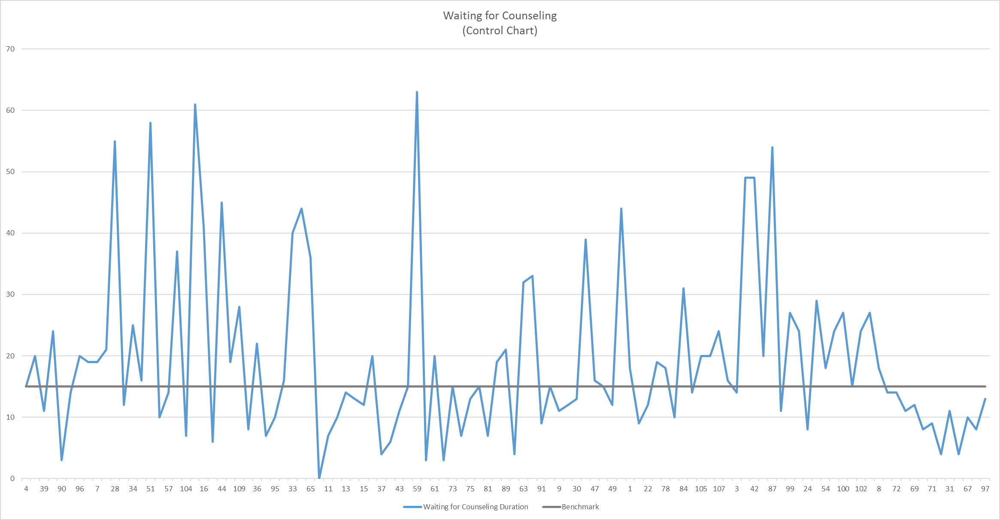 Waiting for Counseling
(Control Chart)
70
60
50
40
30
20
10
0
4 39 90 96 7 28 34 51 57 104 16 44 109 36 95 33 65 11 13 15 37 43 59 61 73 75 81 89 63 91 9 30 47 49 1 22 78 84 105 107 3 42 87 99 24 54 100 102 8 72 69 71 31 67 97
Waiting for Counseling Duration Benchmark